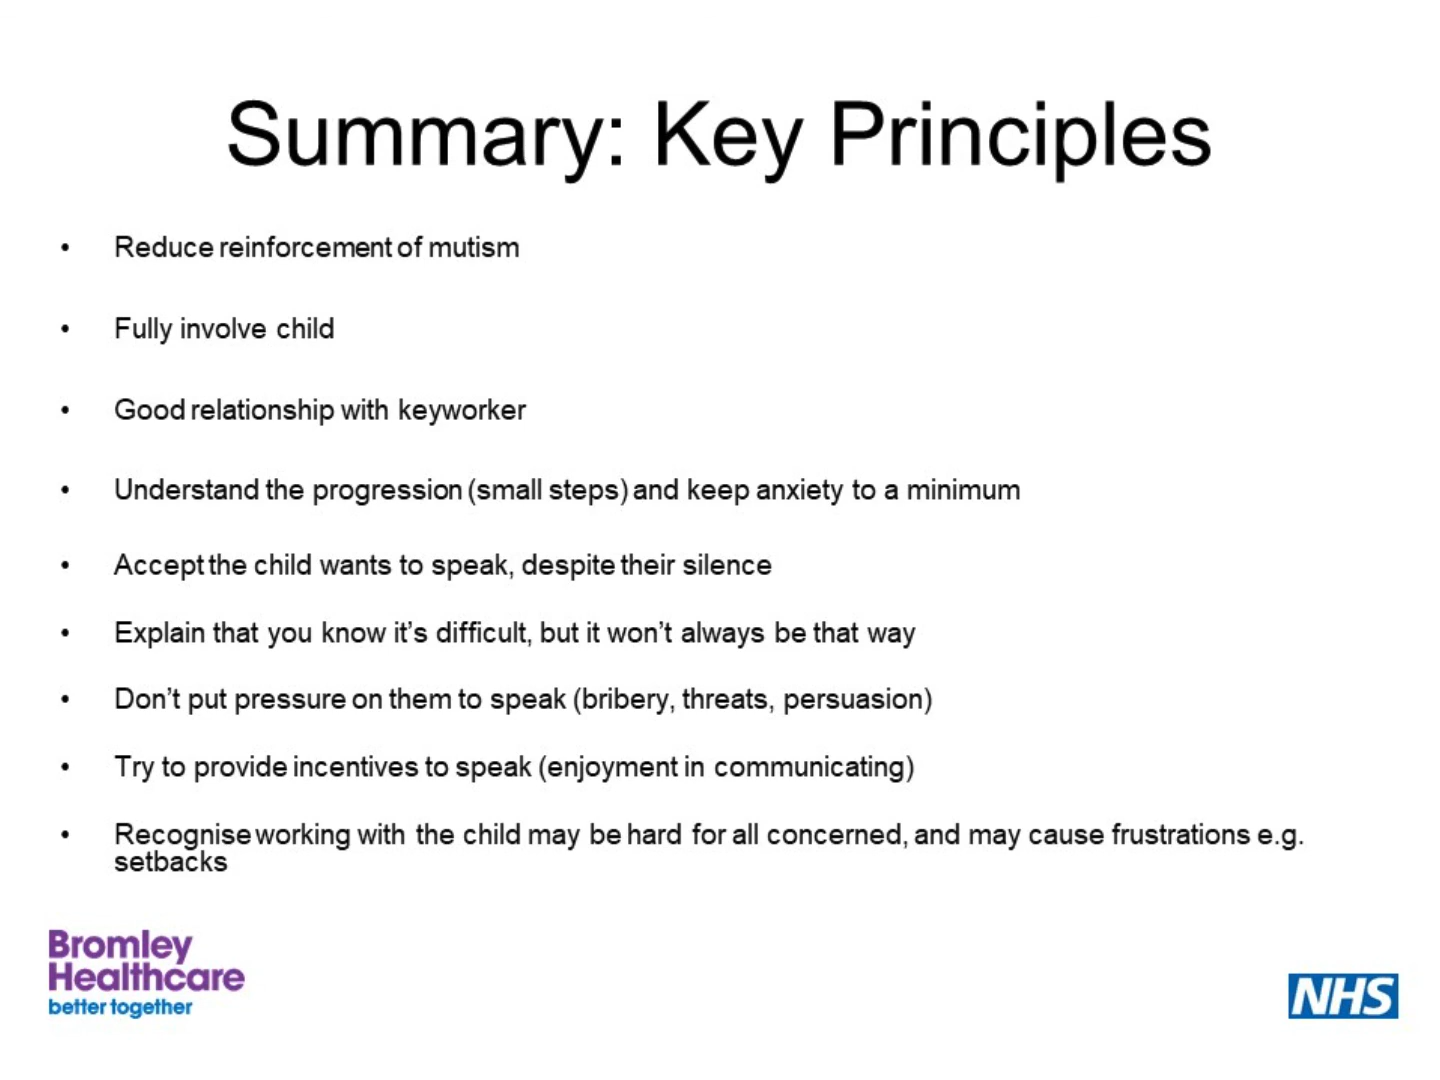 Summary: Key Principles
• Reduce reinforcement of mutism
• Fully involve child
• Good relationship with keyworker
• Understand the progression (small steps) and keep anxiety to a minimum
• Accept the child wants to speak, despite their silence
• Explain that you know it’s difficult, but it won’t always be that way
• Don’t put pressure on them to speak (bribery, threats, persuasion)
• Try to provide incentives to speak (enjoyment in communicating)
• Recognise working with the child may be hard for all concerned, and may cause frustrations e.g.
setbacks
Bromley
Healthcare
better together
NHS